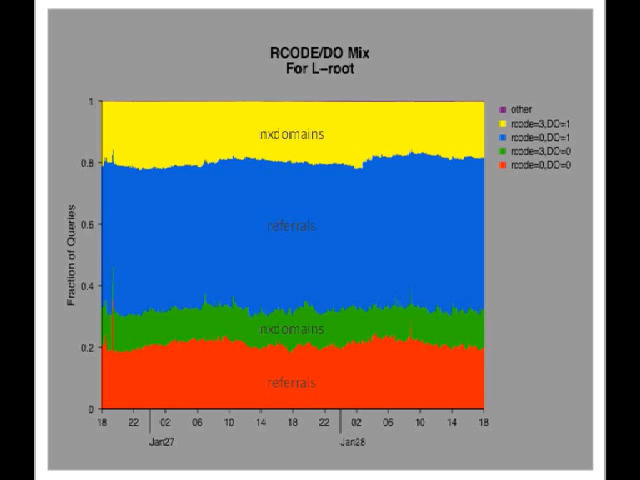 RCODE/DO Mix
For L-root
1
0.8
0.6
0.4
0.2
0
Fraction of Queries
nxdomains
referrals
nxdomains
referrals
other
rcode=3,DO=1
rcode=0,DO=1
rcode=3,DO=0
rcode=0,DO=0
18 22 02 06 10 14 18 22 02 06 10 14 18
Jan27 Jan28